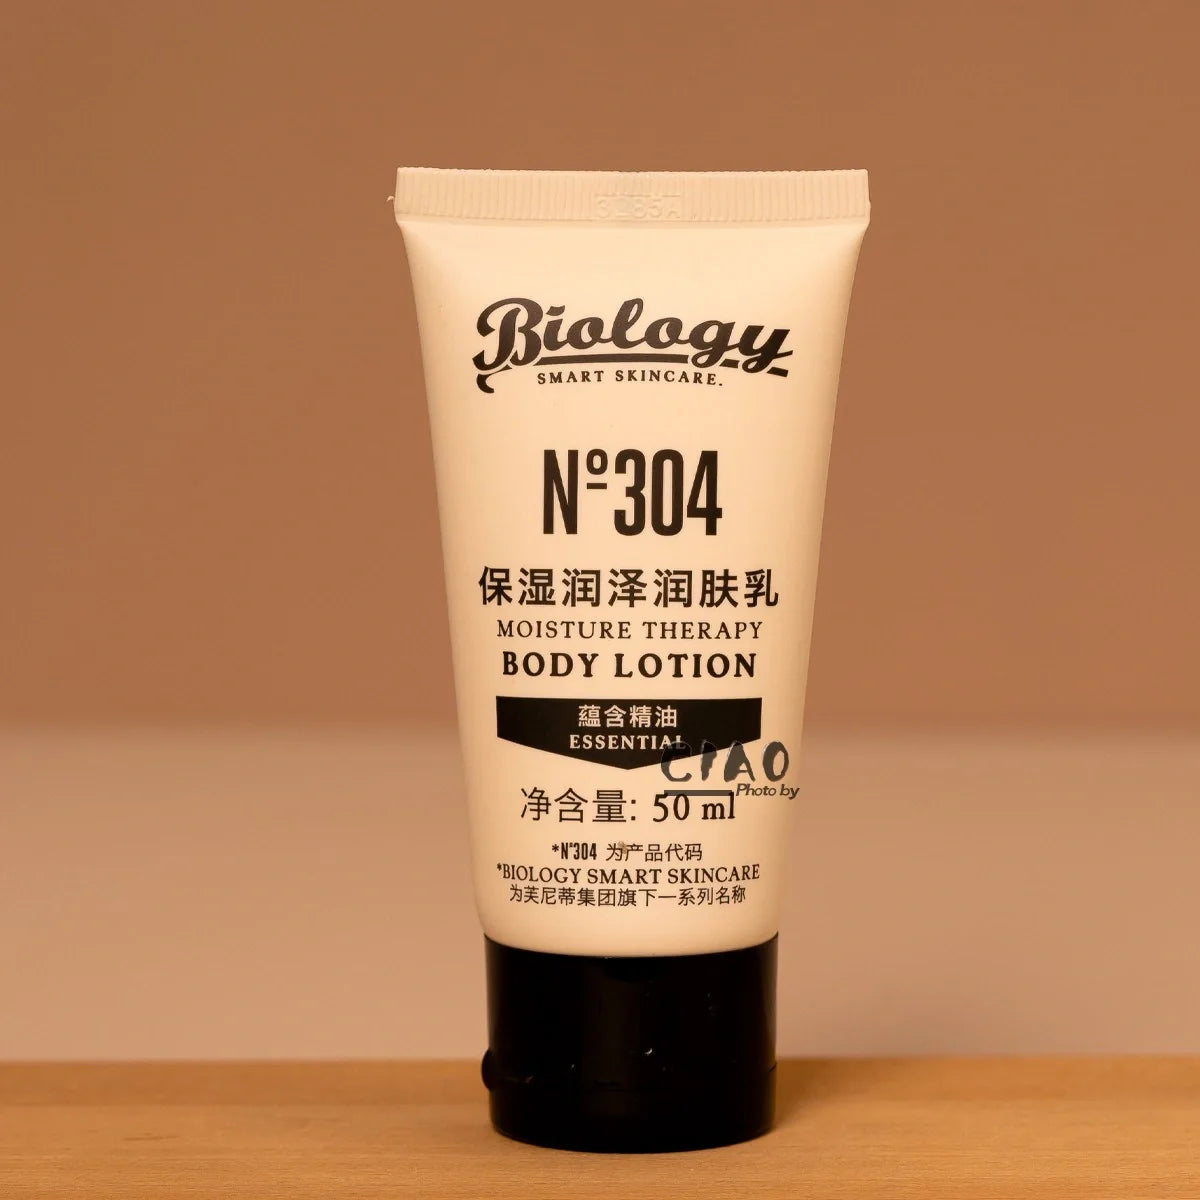 3285A
Biology
SMART SKINCARE.
Nº304
保湿润泽润肤乳
MOISTURE THERAPY
BODY LOTION
蘊含精油
ESSENTIAL
CIAO
Photo by
净含量: 50 ml
*Nº304 为产品代码
*BIOLOGY SMART SKINCARE
为芙尼蒂集团旗下一系列名称